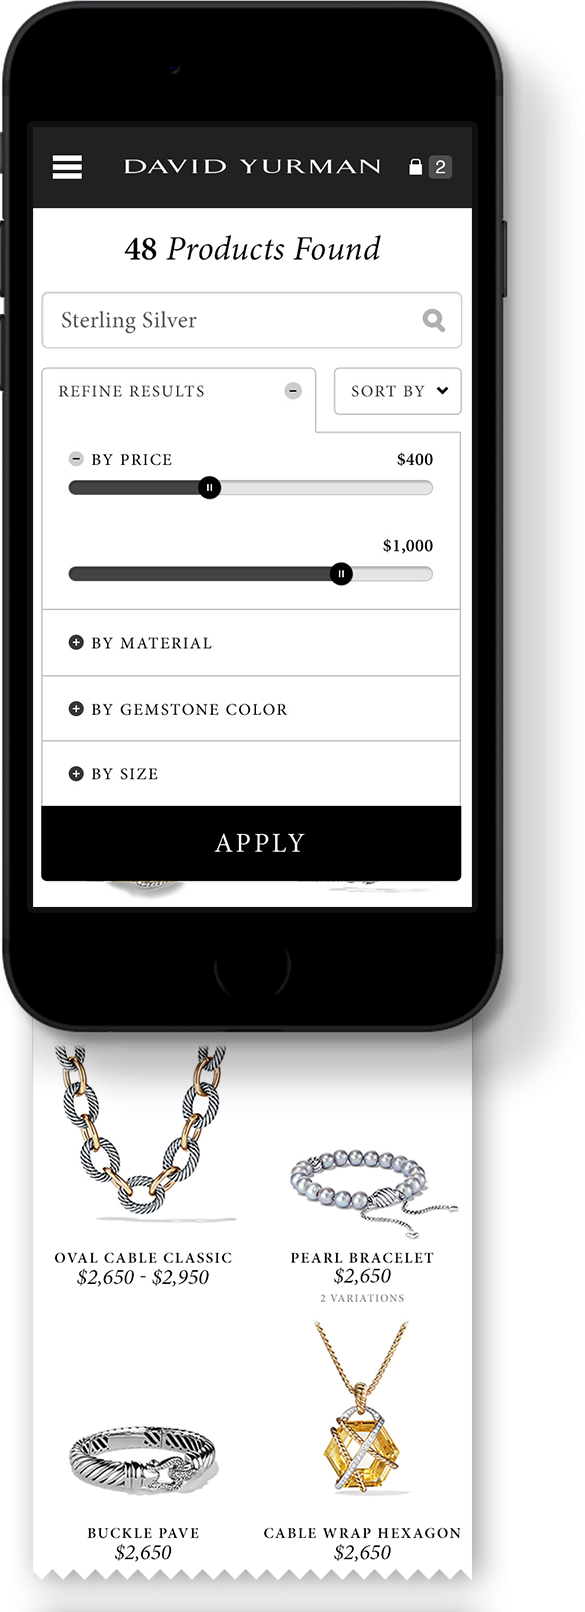 DAVID YURMAN 2
48 Products Found
Sterling Silver
REFINE RESULTS SORT BY
BY PRICE $400
$1,000
BY MATERIAL
BY GEMSTONE COLOR
BY SIZE
APPLY
OVAL CABLE CLASSIC
$2,650 - $2,950
PEARL BRACELET
$2,650
2 VARIATIONS
BUCKLE PAVE
$2,650
CABLE WRAP HEXAGON
$2,650